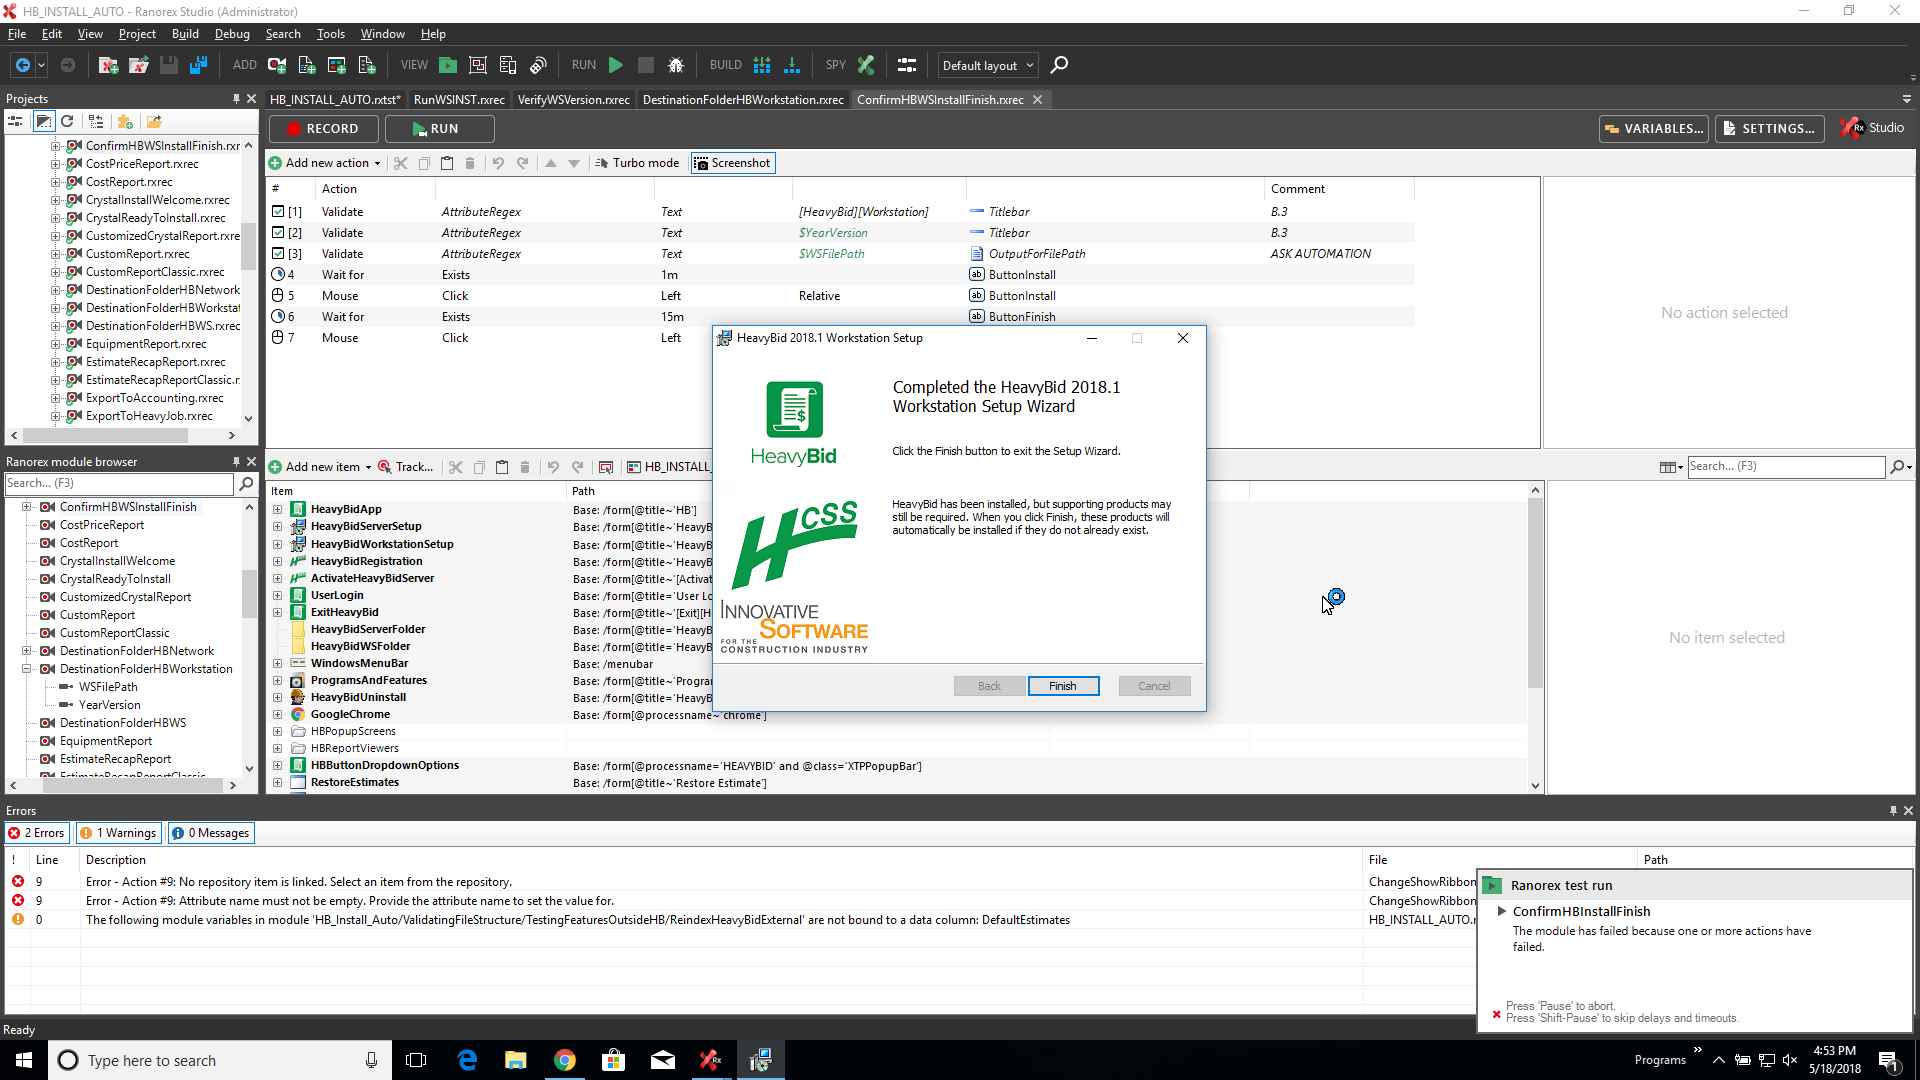 HB_INSTALL_AUTO - Ranorex Studio (Administrator)
File Edit View Project Build Debug Search Tools Window Help
ADD VIEW RUN BUILD SPY Default layout
Projects
HB_INSTALL_AUTO.rxtst* RunWSINST.rxrec VerifyWSVersion.rxrec DestinationFolderHBWorkstation.rxrec ConfirmHBWSInstallFinish.rxrec
RECORD RUN VARIABLES... SETTINGS... Rx Studio
Add new action Turbo mode Screenshot
ConfirmHBWSInstallFinish.rxr
CostPriceReport.rxrec
CostReport.rxrec
CrystalInstallWelcome.rxrec
CrystalReadyToInstall.rxrec
CustomizedCrystalReport.rxre
CustomReport.rxrec
CustomReportClassic.rxrec
DestinationFolderHBNetwork
DestinationFolderHBWorkstat
DestinationFolderHBWS.rxrec
EquipmentReport.rxrec
EstimateRecapReport.rxrec
EstimateRecapReportClassic.r
ExportToAccounting.rxrec
ExportToHeavyJob.rxrec
# Action Comment
[1] Validate AttributeRegex Text [HeavyBid][Workstation] Titlebar B.3
[2] Validate AttributeRegex Text $YearVersion Titlebar B.3
[3] Validate AttributeRegex Text $WSFilePath OutputForFilePath ASK AUTOMATION
4 Wait for Exists 1m ab ButtonInstall
5 Mouse Click Left Relative ab ButtonInstall
6 Wait for Exists 15m ab ButtonFinish
7 Mouse Click Left
No action selected
HeavyBid 2018.1 Workstation Setup
Completed the HeavyBid 2018.1
Workstation Setup Wizard
Click the Finish button to exit the Setup Wizard.
HeavyBid has been installed, but supporting products may
still be required. When you click Finish, these products will
automatically be installed if they do not already exist.
$
HeavyBid
HCSS
INNOVATIVE
SOFTWARE
FOR THE
CONSTRUCTION INDUSTRY
Back Finish Cancel
Ranorex module browser
Search... (F3)
ConfirmHBWSInstallFinish
CostPriceReport
CostReport
CrystalInstallWelcome
CrystalReadyToInstall
CustomizedCrystalReport
CustomReport
CustomReportClassic
DestinationFolderHBNetwork
DestinationFolderHBWorkstation
WSFilePath
YearVersion
DestinationFolderHBWS
EquipmentReport
EstimateRecapReport
EstimateRecapReportClassic
Add new item Track... HB_INSTALL_ Search... (F3)
Item Path
HeavyBidApp Base: /form[@title~'HB']
HeavyBidServerSetup Base: /form[@title~'HeavyB
HeavyBidWorkstationSetup Base: /form[@title~'HeavyB
HeavyBidRegistration Base: /form[@title~'HeavyB
ActivateHeavyBidServer Base: /form[@title~'[Activat
UserLogin Base: /form[@title='User Lo
ExitHeavyBid Base: /form[@title~'[Exit][H
HeavyBidServerFolder Base: /form[@title='HeavyB
HeavyBidWSFolder Base: /form[@title='HeavyB
WindowsMenuBar Base: /menubar
ProgramsAndFeatures Base: /form[@title~'Progra
HeavyBidUninstall Base: /form[@title='HeavyB
GoogleChrome Base: /form[@processname~'chrome']
HBPopupScreens
HBReportViewers
HBButtonDropdownOptions Base: /form[@processname='HEAVYBID' and @class='XTPPopupBar']
RestoreEstimates Base: /form[@title~'Restore Estimate']
No item selected
Errors
2 Errors 1 Warnings 0 Messages
! Line Description File Path
9 Error - Action #9: No repository item is linked. Select an item from the repository. ChangeShowRibbon
9 Error - Action #9: Attribute name must not be empty. Provide the attribute name to set the value for. ChangeShowRibbon
0 The following module variables in module 'HB_Install_Auto/ValidatingFileStructure/TestingFeaturesOutsideHB/ReindexHeavyBidExternal' are not bound to a data column: DefaultEstimates HB_INSTALL_AUTO.r
Ranorex test run
ConfirmHBInstallFinish
The module has failed because one or more actions have
failed.
Press 'Pause' to abort.
Press 'Shift-Pause' to skip delays and timeouts.
Ready
Type here to search
Programs
4:53 PM
5/18/2018
1